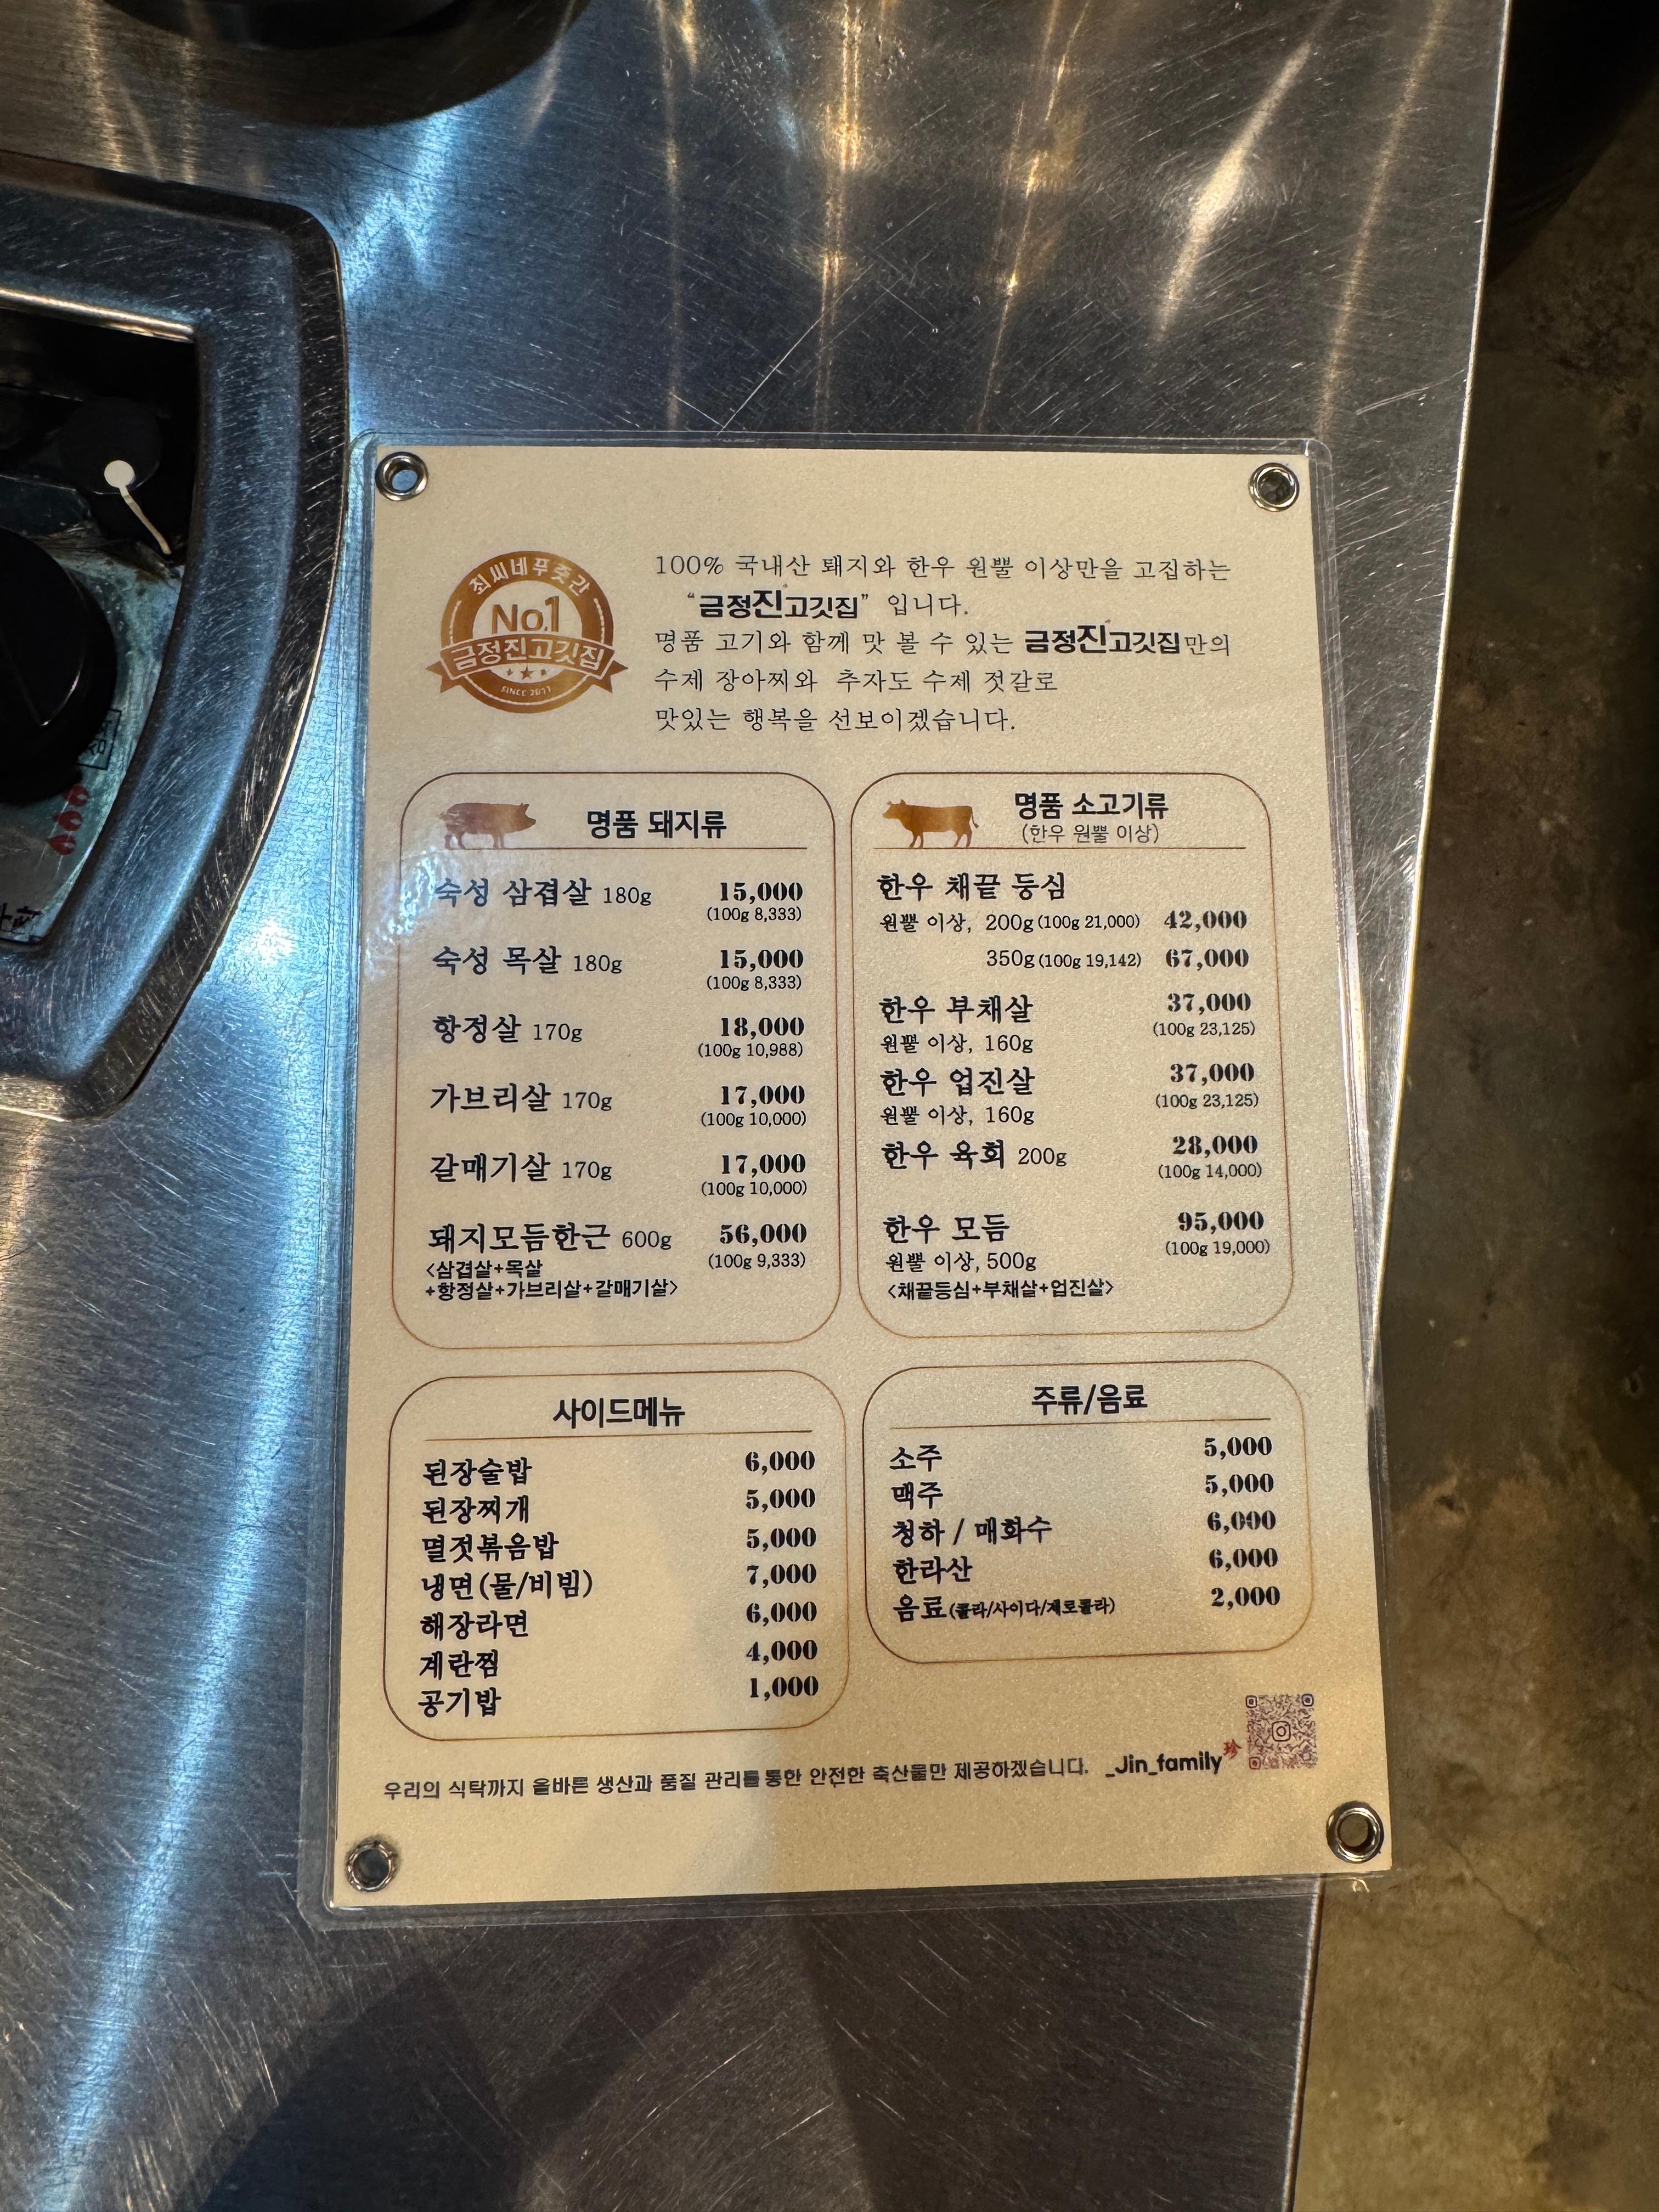 최씨네푸줏간
No.1
금정진고깃집
SINCE 2017
100% 국내산 퇘지와 한우 원뿔 이상만을 고집하는
“금정진고깃집” 입니다.
명품 고기와 함께 맛 볼 수 있는 금정진고깃집만의
수제 장아찌와 추자도 수제 젓갈로
맛있는 행복을 선보이겠습니다.
명품 돼지류
숙성 삼겹살 180g 15,000
(100g 8,333)
숙성 목살 180g 15,000
(100g 8,333)
항정살 170g 18,000
(100g 10,988)
가브리살 170g 17,000
(100g 10,000)
갈매기살 170g 17,000
(100g 10,000)
돼지모듬한근 600g 56,000
(100g 9,333)
<삼겹살+목살
+항정살+가브리살+갈매기살>
명품 소고기류
(한우 원뿔 이상)
한우 채끝 등심
원뿔 이상, 200g (100g 21,000) 42,000
350g (100g 19,142) 67,000
한우 부채살 37,000
원뿔 이상, 160g (100g 23,125)
한우 업진살 37,000
원뿔 이상, 160g (100g 23,125)
한우 육회 200g 28,000
(100g 14,000)
한우 모듬 95,000
원뿔 이상, 500g (100g 19,000)
<채끝등심+부채살+업진살>
사이드메뉴
된장술밥 6,000
된장찌개 5,000
멸젓볶음밥 5,000
냉면(물/비빔) 7,000
해장라면 6,000
계란찜 4,000
공기밥 1,000
주류/음료
소주 5,000
맥주 5,000
청하 / 매화수 6,000
한라산 6,000
음료(콜라/사이다/제로콜라) 2,000
우리의 식탁까지 올바른 생산과 품질 관리를 통한 안전한 축산물만 제공하겠습니다. _Jin_family珍